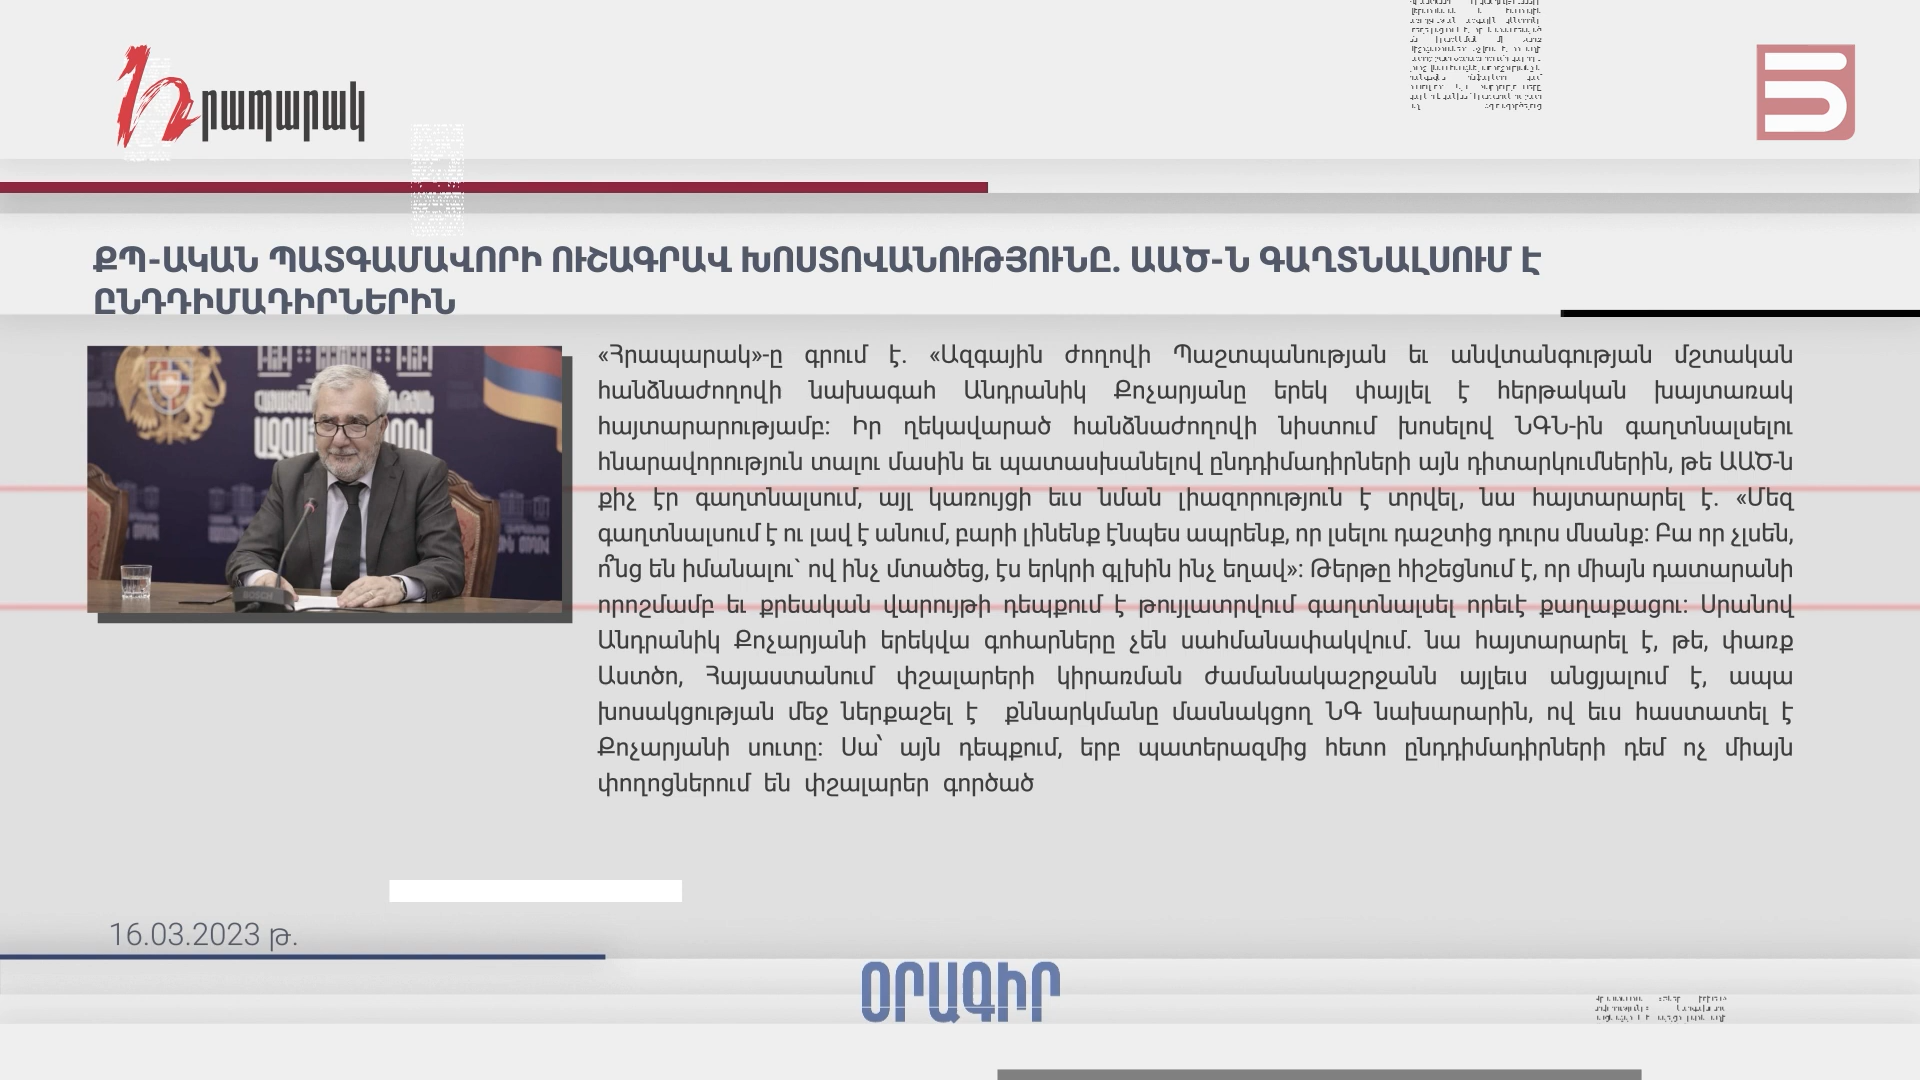 հրապարակ
5
ՔՊ-ԱԿԱՆ ՊԱՏԳԱՄԱՎՈՐԻ ՈՒՇԱԳՐԱՎ ԽՈՍՏՈՎԱՆՈՒԹՅՈՒՆԸ. ԱԱԾ-Ն ԳԱՂՏՆԱԼՍՈՒՄ Է
ԸՆԴԴԻՄԱԴԻՐՆԵՐԻՆ
«Հրապարակ»-ը գրում է. «Ազգային ժողովի Պաշտպանության եւ անվտանգության մշտական
հանձնաժողովի նախագահ Անդրանիկ Քոչարյանը երեկ փայլել է հերթական խայտառակ
հայտարարությամբ: Իր ղեկավարած հանձնաժողովի նիստում խոսելով ՆԳՆ-ին գաղտնալսելու
հնարավորություն տալու մասին եւ պատասխանելով ընդդիմադիրների այն դիտարկումներին, թե ԱԱԾ-ն
քիչ էր գաղտնալսում, այլ կառույցի եւս նման լիազորություն է տրվել, նա հայտարարել է. «Մեզ
գաղտնալսում է ու լավ է անում, բարի լինենք էնպես ապրենք, որ լսելու դաշտից դուրս մնանք: Բա որ չլսեն,
ո՞նց են իմանալու` ով ինչ մտածեց, էս երկրի գլխին ինչ եղավ»: Թերթը հիշեցնում է, որ միայն դատարանի
որոշմամբ եւ քրեական վարույթի դեպքում է թույլատրվում գաղտնալսել որեւէ քաղաքացու: Սրանով
Անդրանիկ Քոչարյանի երեկվա գոհարները չեն սահմանափակվում. նա հայտարարել է, թե, փառք
Աստծո, Հայաստանում փշալարերի կիրառման ժամանակաշրջանն այլեւս անցյալում է, ապա
խոսակցության մեջ ներքաշել է քննարկմանը մասնակցող ՆԳ նախարարին, ով եւս հաստատել է
Քոչարյանի սուտը: Սա՝ այն դեպքում, երբ պատերազմից հետո ընդդիմադիրների դեմ ոչ միայն
փողոցներում են փշալարեր գործած
BOSCH
16.03.2023 թ.
ՕՐԱԳԻՐ